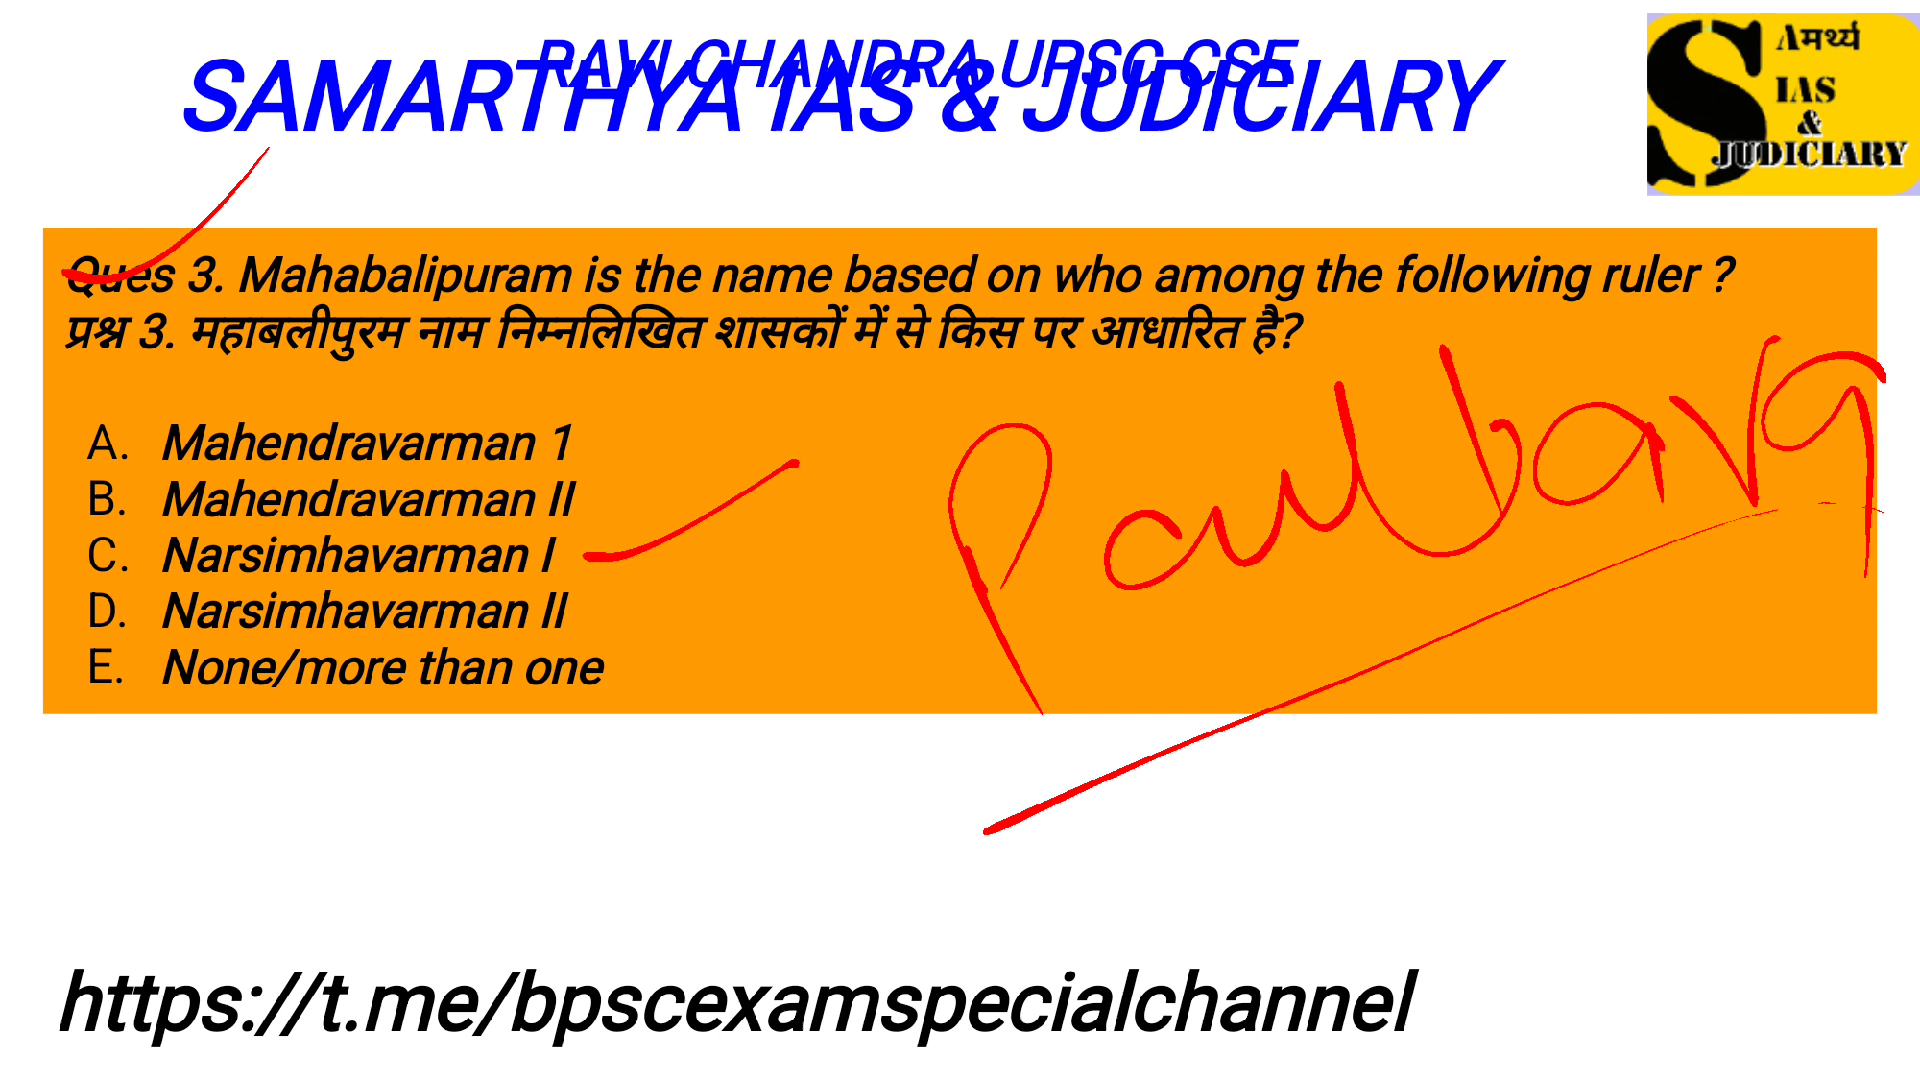 RAVI CHANDRA UPSC CSE
SAMARTHYA IAS & JUDICIARY
SAमर्थ्य
IAS
&
JUDICIARY
Ques 3. Mahabalipuram is the name based on who among the following ruler ?
प्रश्न 3. महाबलीपुरम नाम निम्नलिखित शासकों में से किस पर आधारित है?
A. Mahendravarman 1
B. Mahendravarman II
C. Narsimhavarman I
D. Narsimhavarman II
E. None/more than one
https://t.me/bpscexamspecialchannel